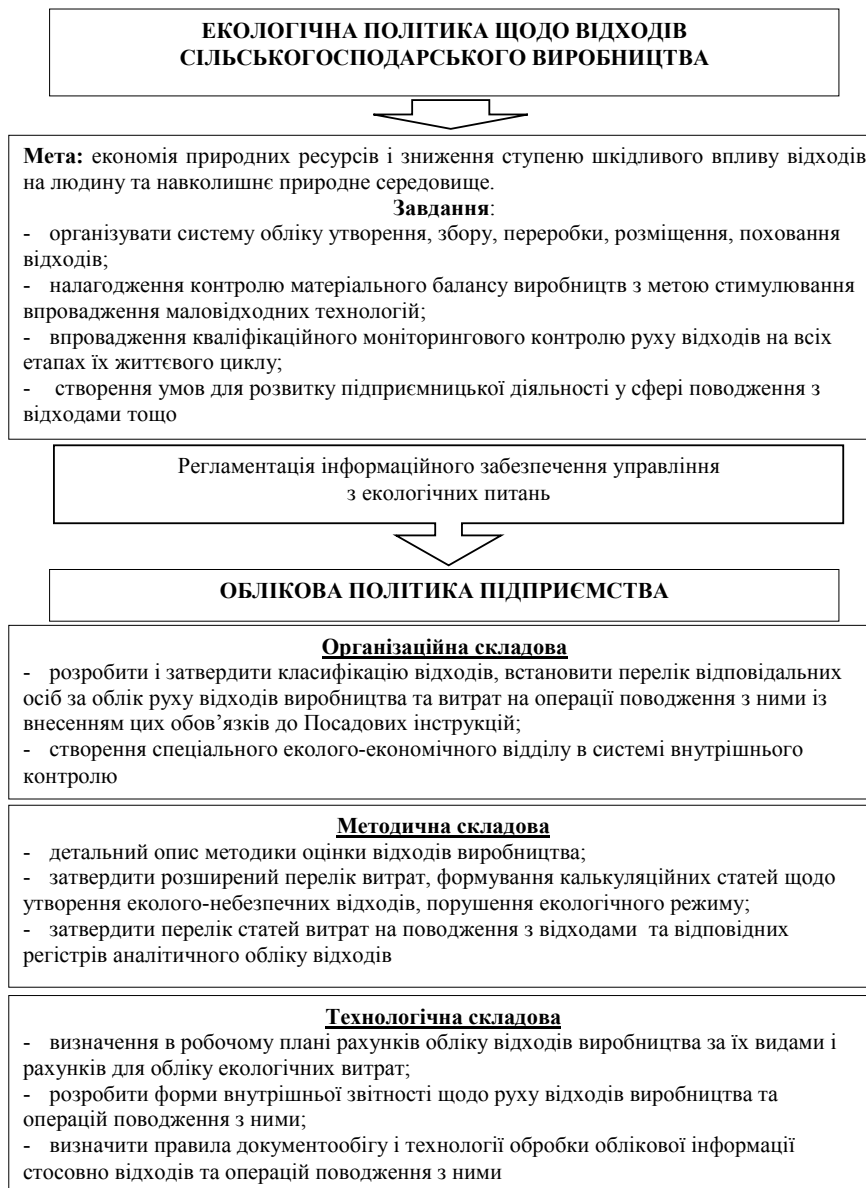 ЕКОЛОГІЧНА ПОЛІТИКА ЩОДО ВІДХОДІВ
СІЛЬСЬКОГОСПОДАРСЬКОГО ВИРОБНИЦТВА
Мета: економія природних ресурсів і зниження ступеню шкідливого впливу відходів
на людину та навколишнє природне середовище.
Завдання:
- організувати систему обліку утворення, збору, переробки, розміщення, поховання
відходів;
- налагодження контролю матеріального балансу виробництв з метою стимулювання
впровадження маловідходних технологій;
- впровадження кваліфікаційного моніторингового контролю руху відходів на всіх
етапах їх життєвого циклу;
- створення умов для розвитку підприємницької діяльності у сфері поводження з
відходами тощо
Регламентація інформаційного забезпечення управління
з екологічних питань
ОБЛІКОВА ПОЛІТИКА ПІДПРИЄМСТВА
Організаційна складова
- розробити і затвердити класифікацію відходів, встановити перелік відповідальних
осіб за облік руху відходів виробництва та витрат на операції поводження з ними із
внесенням цих обов’язків до Посадових інструкцій;
- створення спеціального еколого-економічного відділу в системі внутрішнього
контролю
Методична складова
- детальний опис методики оцінки відходів виробництва;
- затвердити розширений перелік витрат, формування калькуляційних статей щодо
утворення еколого-небезпечних відходів, порушення екологічного режиму;
- затвердити перелік статей витрат на поводження з відходами та відповідних
регістрів аналітичного обліку відходів
Технологічна складова
- визначення в робочому плані рахунків обліку відходів виробництва за їх видами і
рахунків для обліку екологічних витрат;
- розробити форми внутрішньої звітності щодо руху відходів виробництва та
операцій поводження з ними;
- визначити правила документообігу і технології обробки облікової інформації
стосовно відходів та операцій поводження з ними